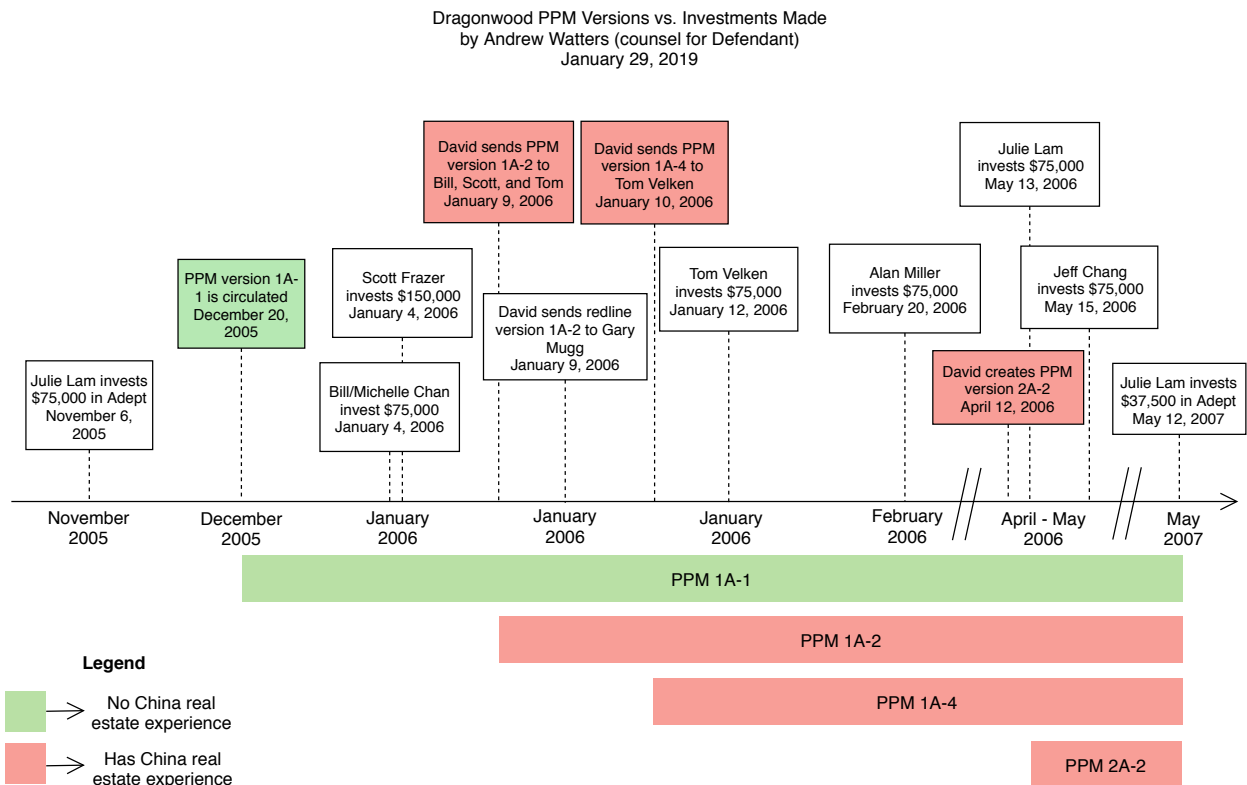 Dragonwood PPM Versions vs. Investments Made
by Andrew Watters (counsel for Defendant)
January 29, 2019
David sends PPM
version 1A-2 to
Bill, Scott, and Tom
January 9, 2006
David sends PPM
version 1A-4 to
Tom Velken
January 10, 2006
Julie Lam
invests $75,000
May 13, 2006
PPM version 1A-
1 is circulated
December 20,
2005
Scott Frazer
invests $150,000
January 4, 2006
David sends redline
version 1A-2 to Gary
Mugg
January 9, 2006
Tom Velken
invests $75,000
January 12, 2006
Alan Miller
invests $75,000
February 20, 2006
Jeff Chang
invests $75,000
May 15, 2006
Julie Lam invests
$75,000 in Adept
November 6,
2005
Bill/Michelle Chan
invest $75,000
January 4, 2006
David creates PPM
version 2A-2
April 12, 2006
Julie Lam invests
$37,500 in Adept
May 12, 2007
November
2005
December
2005
January
2006
January
2006
January
2006
February
2006
April - May
2006
May
2007
PPM 1A-1
PPM 1A-2
PPM 1A-4
PPM 2A-2
Legend
No China real
estate experience
Has China real
estate experience